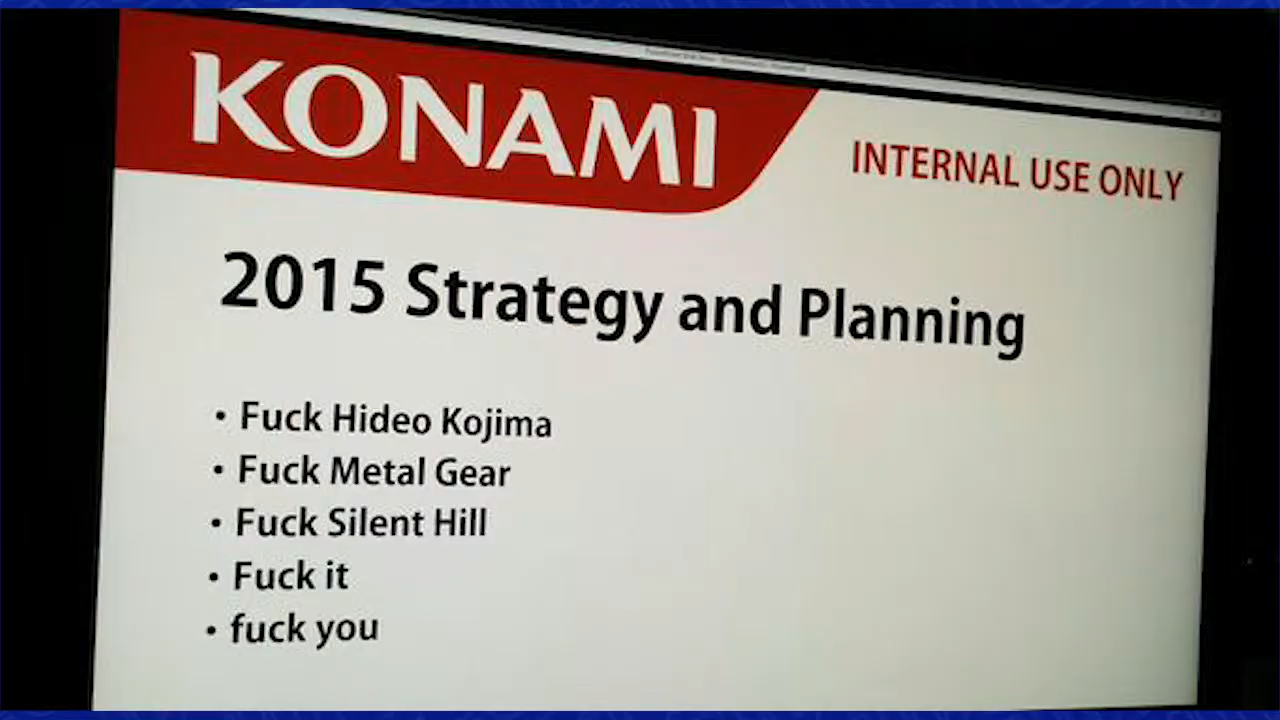 KONAMI
INTERNAL USE ONLY
2015 Strategy and Planning
• Fuck Hideo Kojima
• Fuck Metal Gear
• Fuck Silent Hill
• Fuck it
• fuck you